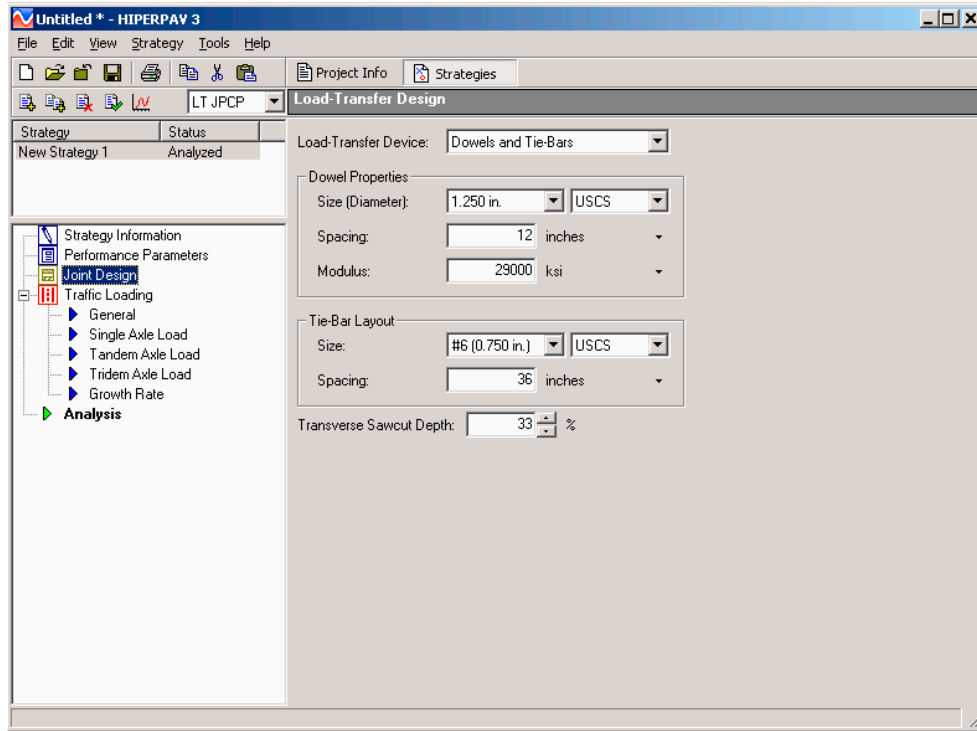 Untitled * - HIPERPAV 3
File Edit View Strategy Tools Help
Project Info Strategies
LT JPCP
Load-Transfer Design
Strategy Status
New Strategy 1 Analyzed
Load-Transfer Device: Dowels and Tie-Bars
Dowel Properties
Size (Diameter): 1.250 in. USCS
Spacing: 12 inches
Modulus: 29000 ksi
Tie-Bar Layout
Size: #6 (0.750 in.) USCS
Spacing: 36 inches
Transverse Sawcut Depth: 33 %
Strategy Information
Performance Parameters
Joint Design
Traffic Loading
General
Single Axle Load
Tandem Axle Load
Tridem Axle Load
Growth Rate
Analysis